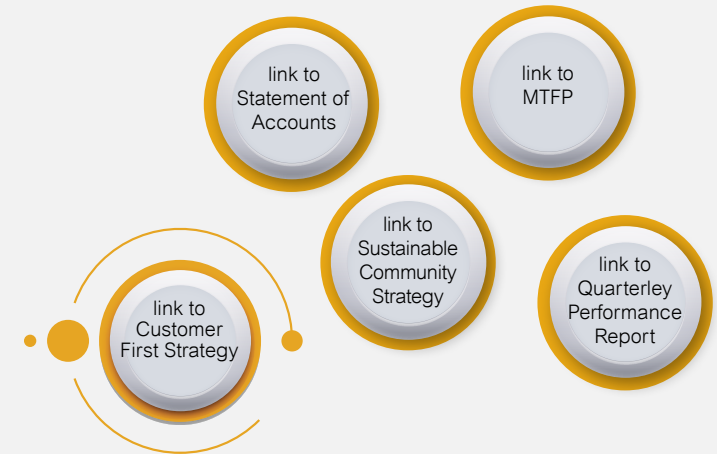 link to
Statement of
Accounts
link to
MTFP
link to
Sustainable
Community
Strategy
link to
Quarterley
Performance
Report
link to
Customer
First Strategy